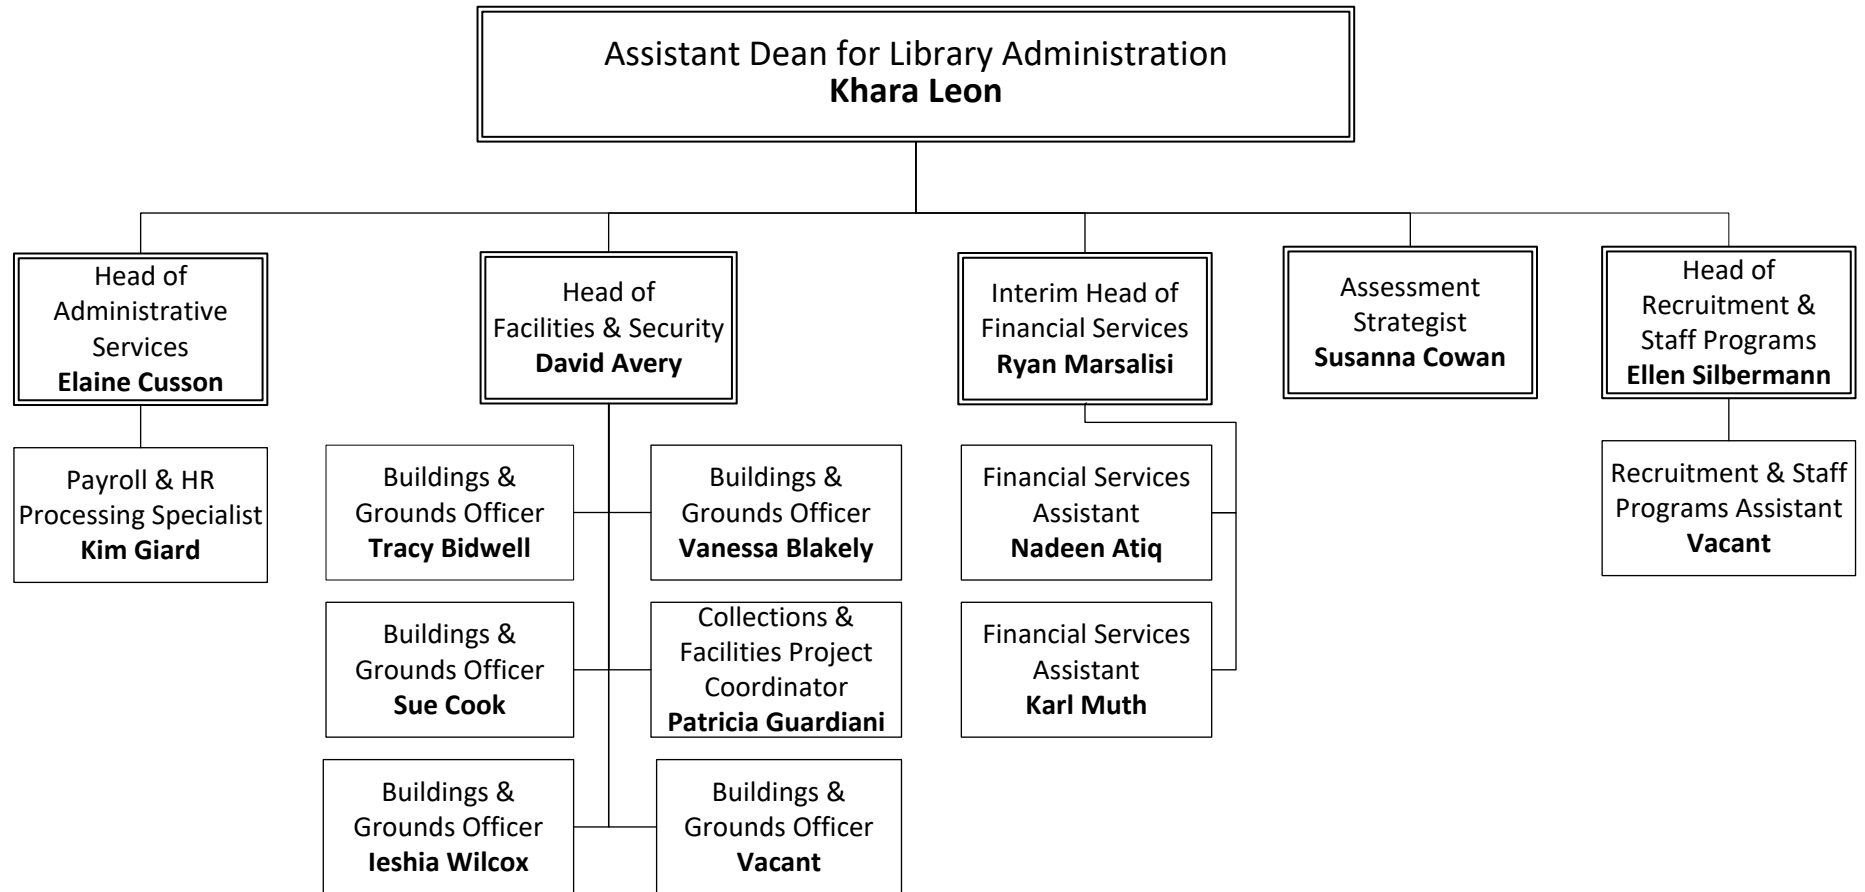 Assistant Dean for Library Administration
Khara Leon
Head of
Administrative
Services
Elaine Cusson
Head of
Facilities & Security
David Avery
Interim Head of
Financial Services
Ryan Marsalisi
Assessment
Strategist
Susanna Cowan
Head of
Recruitment &
Staff Programs
Ellen Silbermann
Payroll & HR
Processing Specialist
Kim Giard
Buildings &
Grounds Officer
Tracy Bidwell
Buildings &
Grounds Officer
Vanessa Blakely
Financial Services
Assistant
Nadeen Atiq
Recruitment & Staff
Programs Assistant
Vacant
Buildings &
Grounds Officer
Sue Cook
Collections &
Facilities Project
Coordinator
Patricia Guardiani
Financial Services
Assistant
Karl Muth
Buildings &
Grounds Officer
Ieshia Wilcox
Buildings &
Grounds Officer
Vacant